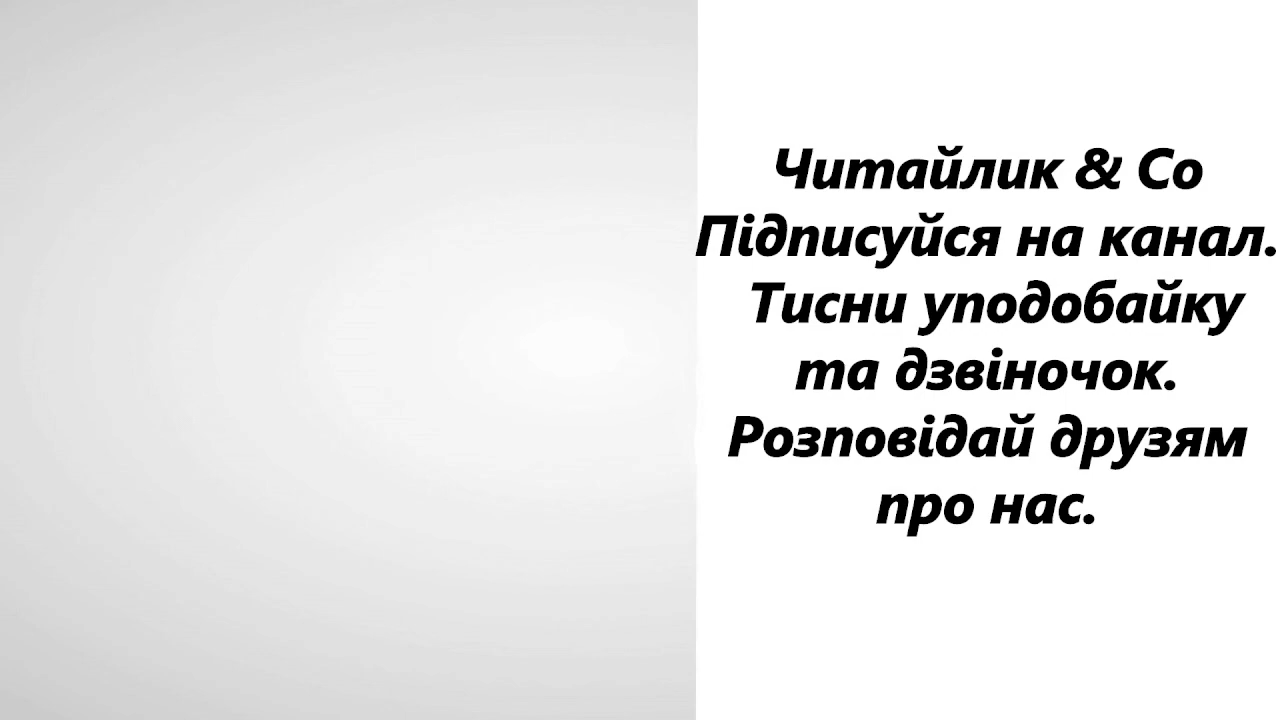 Читайлик & Co
Підписуйся на канал.
Тисни уподобайку
та дзвіночок.
Розповідай друзям
про нас.